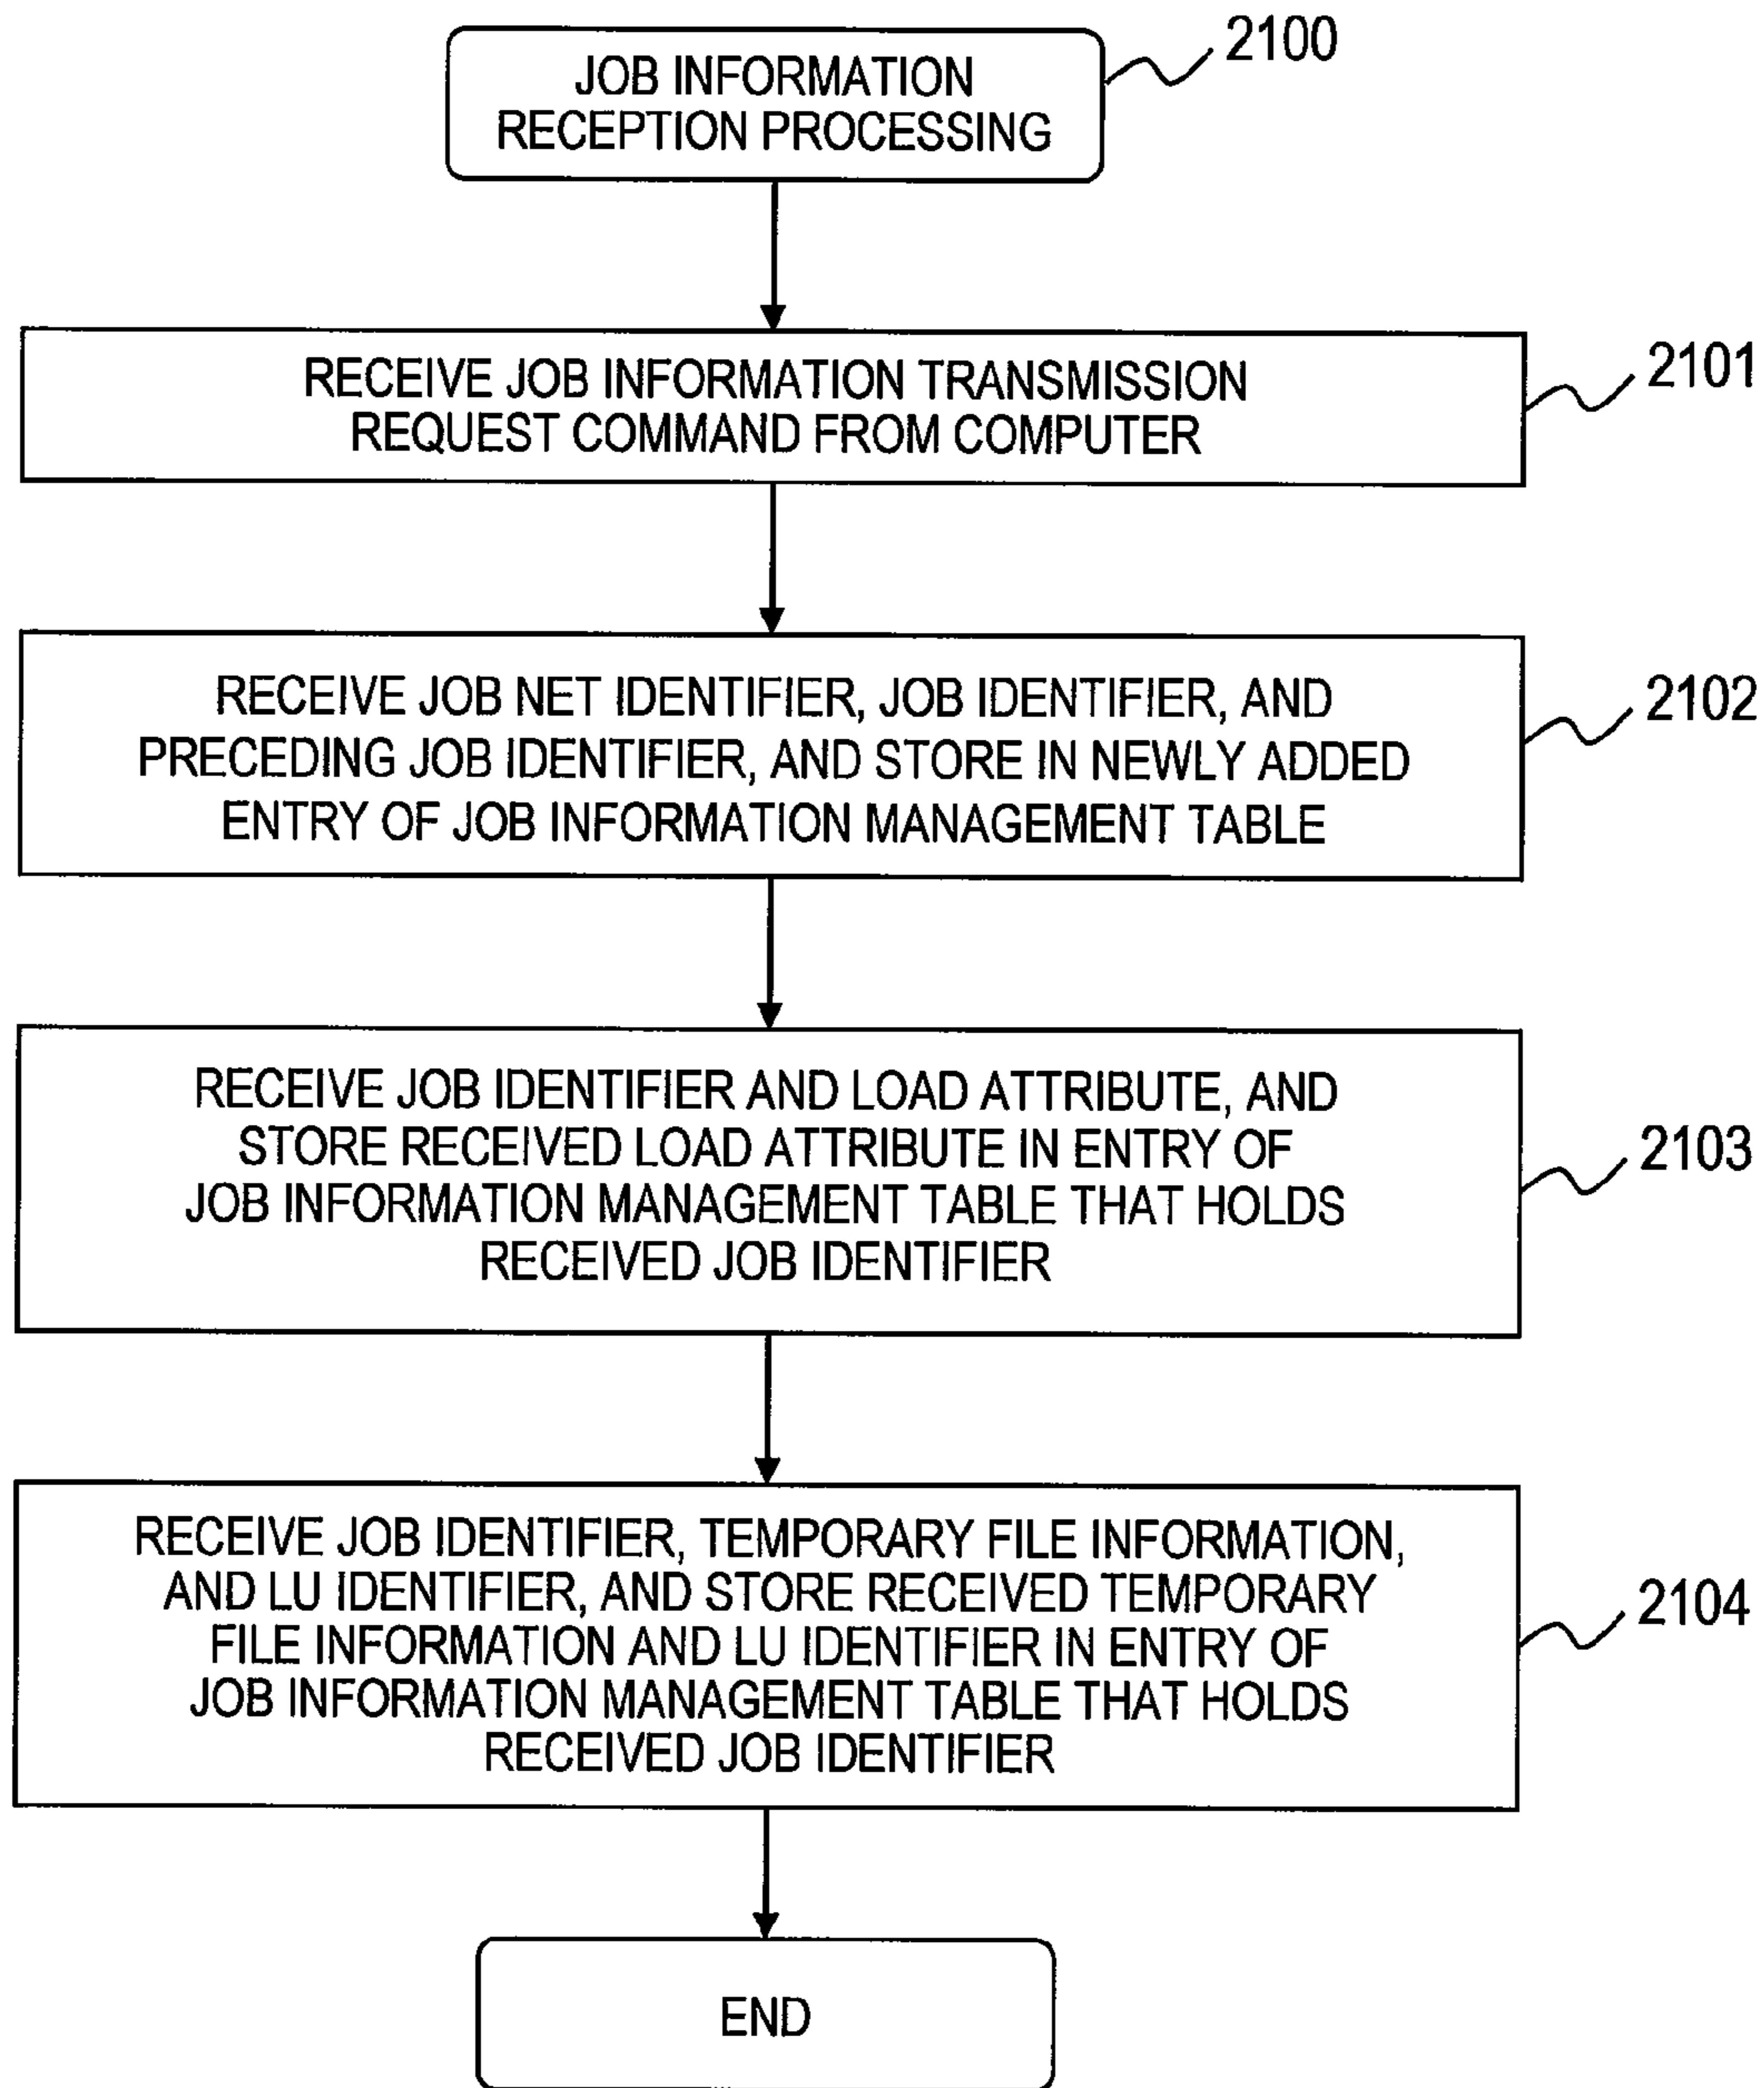 JOB INFORMATION
RECEPTION PROCESSING
2100
RECEIVE JOB INFORMATION TRANSMISSION
REQUEST COMMAND FROM COMPUTER
2101
RECEIVE JOB NET IDENTIFIER, JOB IDENTIFIER, AND
PRECEDING JOB IDENTIFIER, AND STORE IN NEWLY ADDED
ENTRY OF JOB INFORMATION MANAGEMENT TABLE
2102
RECEIVE JOB IDENTIFIER AND LOAD ATTRIBUTE, AND
STORE RECEIVED LOAD ATTRIBUTE IN ENTRY OF
JOB INFORMATION MANAGEMENT TABLE THAT HOLDS
RECEIVED JOB IDENTIFIER
2103
RECEIVE JOB IDENTIFIER, TEMPORARY FILE INFORMATION,
AND LU IDENTIFIER, AND STORE RECEIVED TEMPORARY
FILE INFORMATION AND LU IDENTIFIER IN ENTRY OF
JOB INFORMATION MANAGEMENT TABLE THAT HOLDS
RECEIVED JOB IDENTIFIER
2104
END